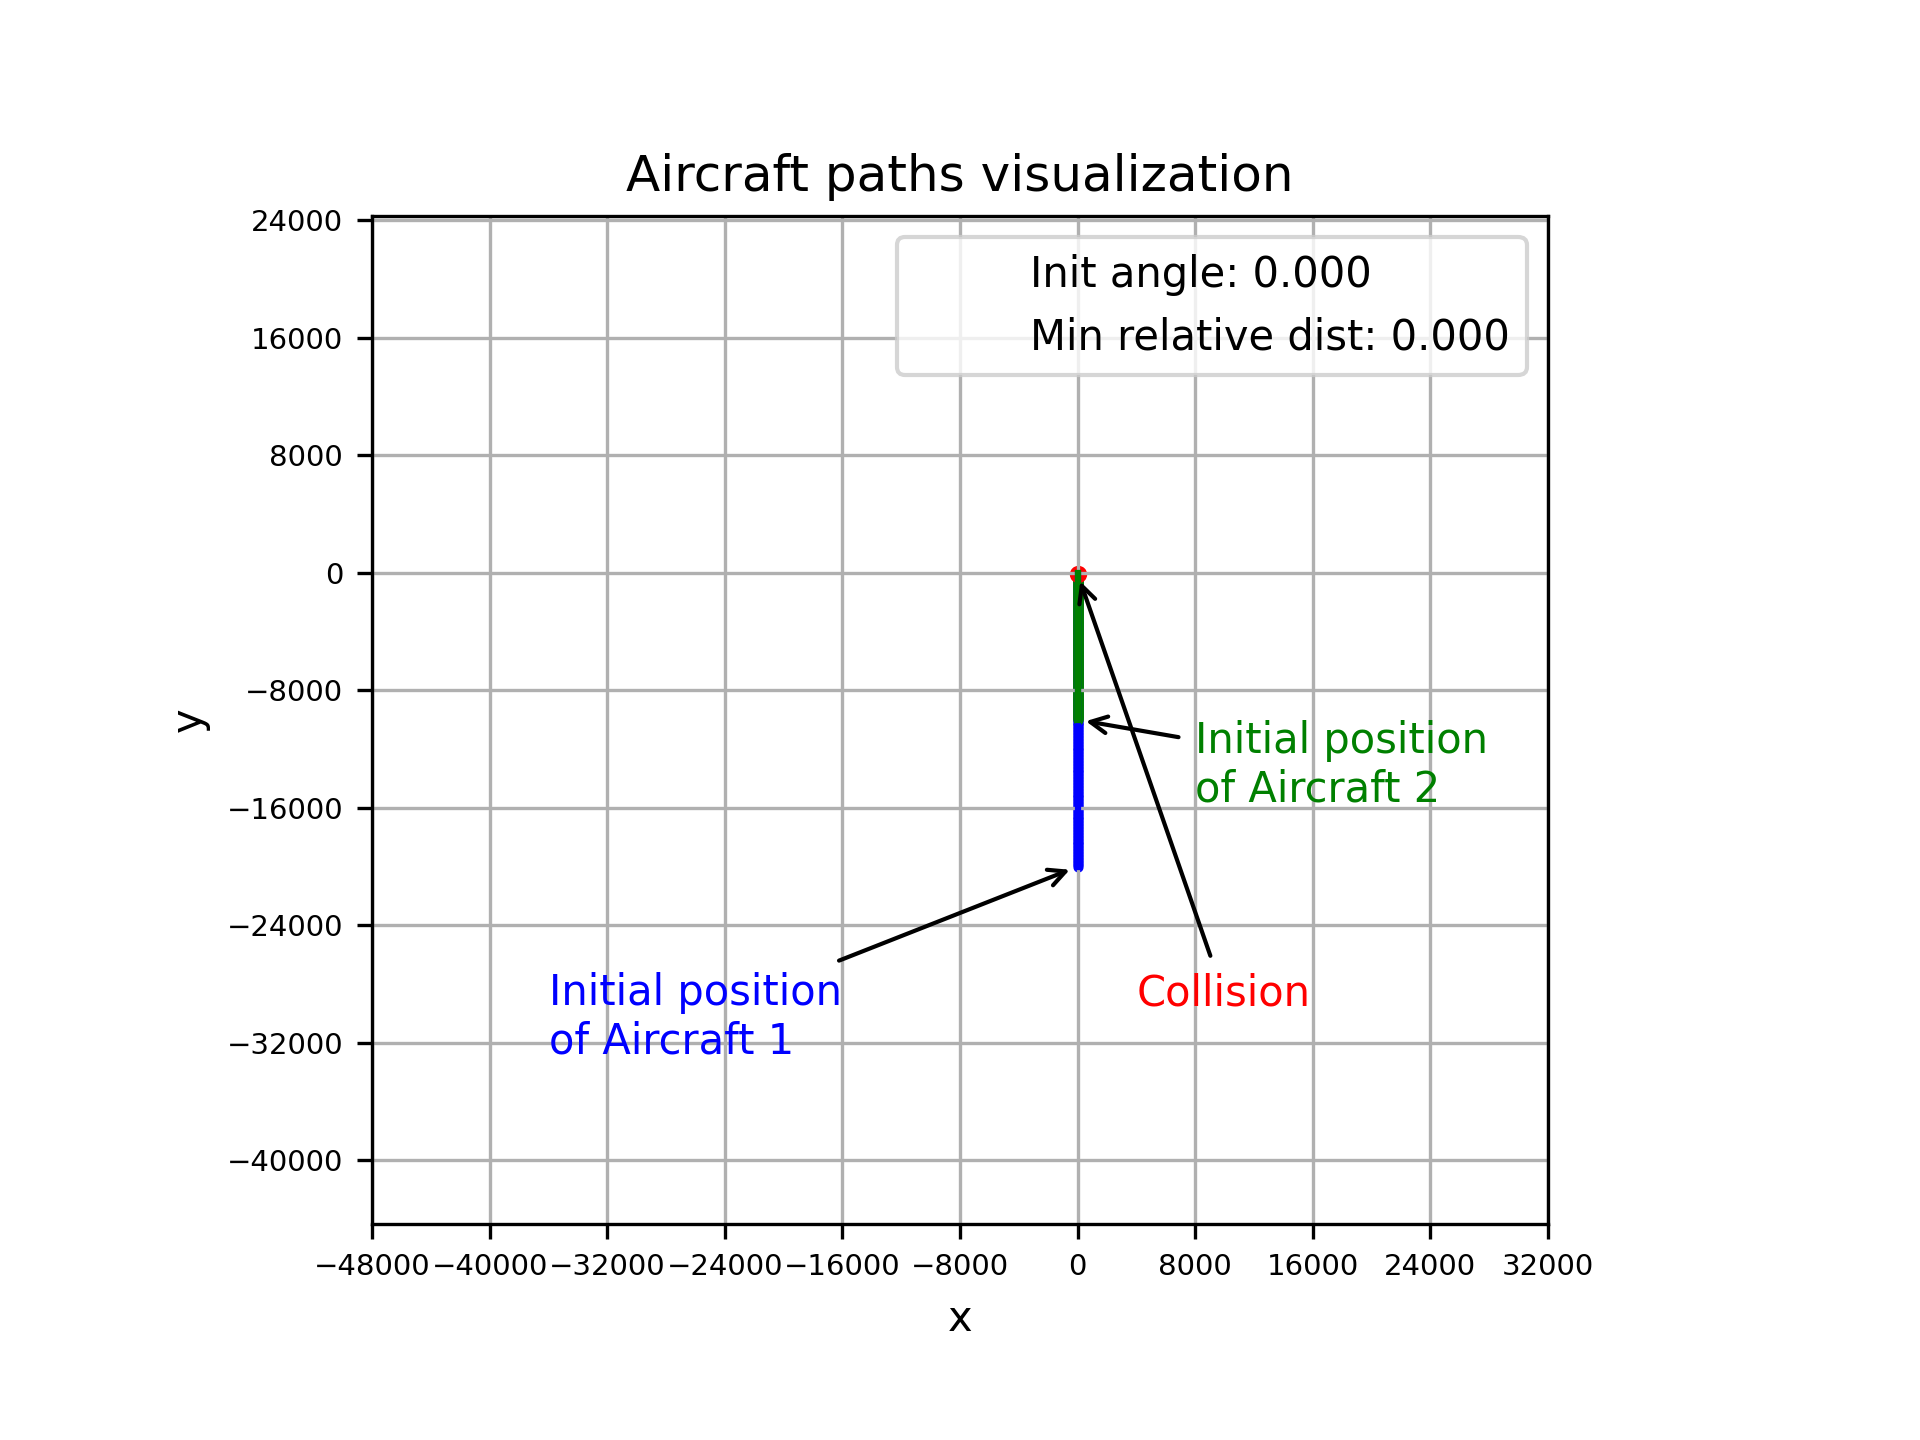 Aircraft paths visualization
24000
16000
8000
0
−8000
−16000
−24000
−32000
−40000
y
Init angle: 0.000
Min relative dist: 0.000
Initial position
of Aircraft 2
Initial position
of Aircraft 1
Collision
−48000 −40000 −32000 −24000 −16000 −8000 0 8000 16000 24000 32000
x